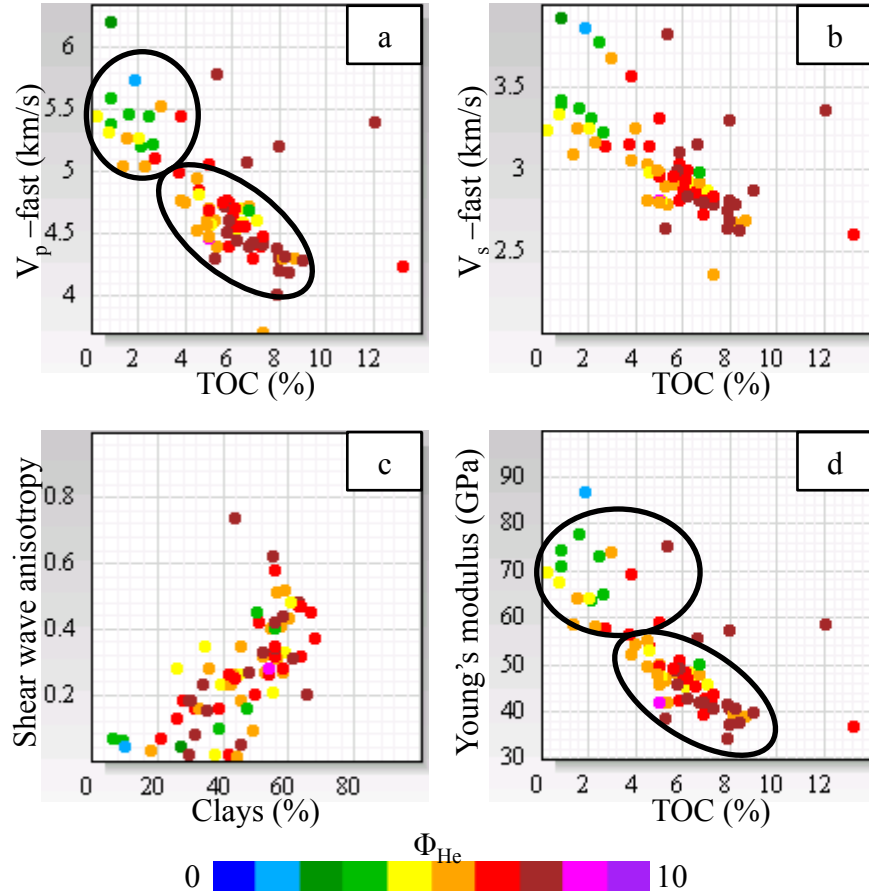 a
V_p –fast (km/s)
6
5.5
5
4.5
4
0 2 4 6 8 10 12
TOC (%)
b
V_s –fast (km/s)
3.5
3
2.5
0 2 4 6 8 10 12
TOC (%)
c
Shear wave anisotropy
0.8
0.6
0.4
0.2
0 20 40 60 80
Clays (%)
d
Young's modulus (GPa)
90
80
70
60
50
40
30
0 2 4 6 8 10 12
TOC (%)
Φ_He
0 10